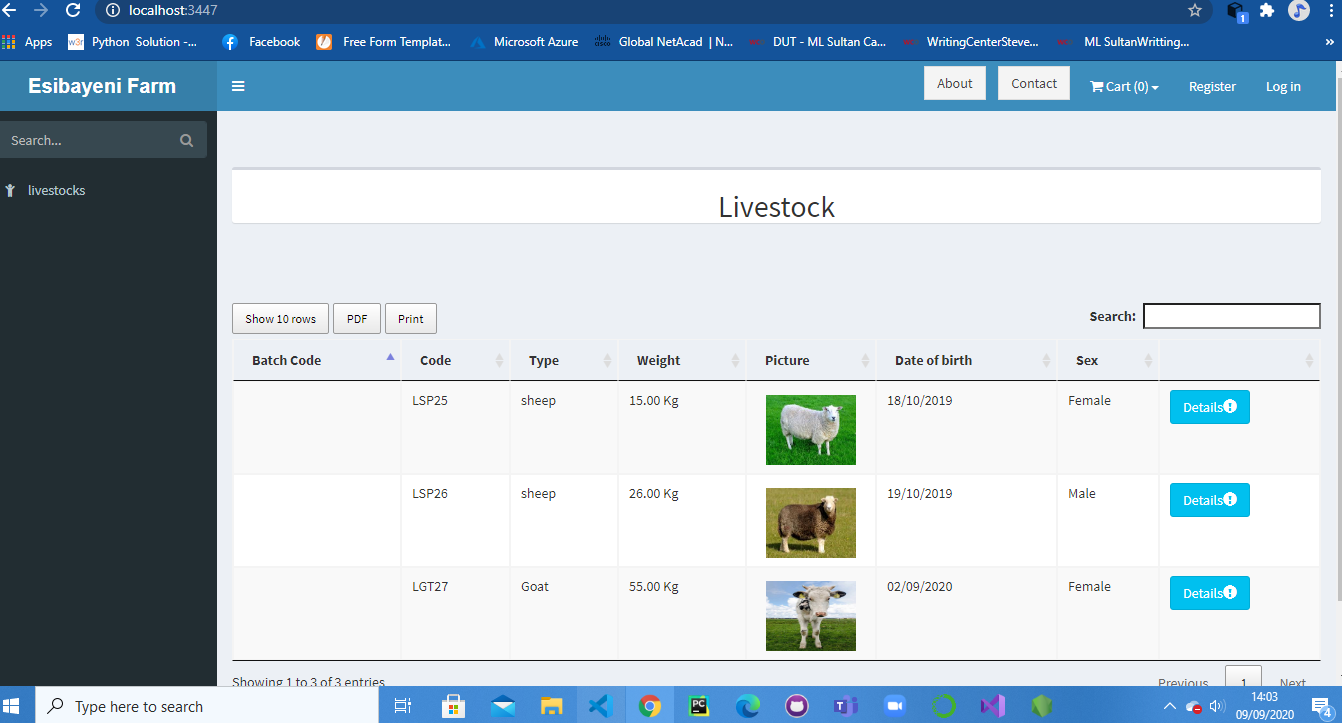 localhost:3447
Apps
w3r Python Solution -...
Facebook
Free Form Templat...
Microsoft Azure
cisco Global NetAcad | N...
DUT - ML Sultan Ca...
WritingCenterSteve...
ML SultanWritting...
»
1
Esibayeni Farm
About
Contact
Cart (0)
Register
Log in
Search...
livestocks
Livestock
Show 10 rows
PDF
Print
Search:
Batch Code Code Type Weight Picture Date of birth Sex
LSP25 sheep 15.00 Kg 18/10/2019 Female Details
LSP26 sheep 26.00 Kg 19/10/2019 Male Details
LGT27 Goat 55.00 Kg 02/09/2020 Female Details
Showing 1 to 3 of 3 entries
Previous 1 Next
Type here to search
PC
14:03
09/09/2020
4